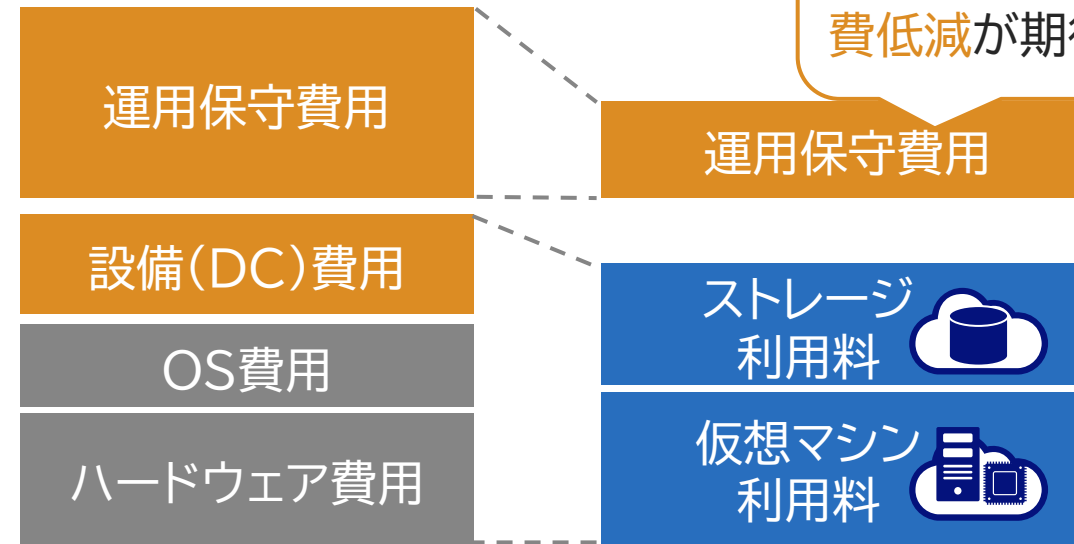 費低減が期
運用保守費用
設備(DC)費用
OS費用
ハードウェア費用
運用保守費用
ストレージ
利用料
仮想マシン
利用料